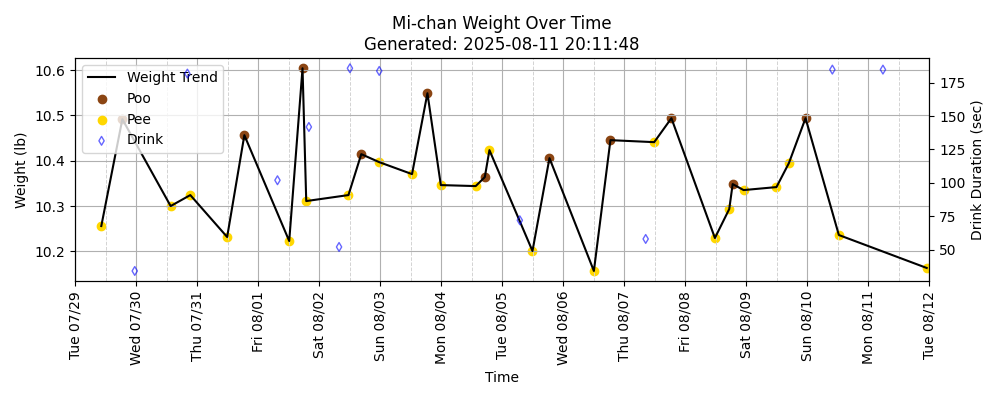 Mi-chan Weight Over Time
Generated: 2025-08-11 20:11:48
Weight Trend
Poo
Pee
Drink
Weight (lb)
10.6
10.5
10.4
10.3
10.2
175
150
125
100
75
50
Drink Duration (sec)
Tue 07/29
Wed 07/30
Thu 07/31
Fri 08/01
Sat 08/02
Sun 08/03
Mon 08/04
Tue 08/05
Wed 08/06
Thu 08/07
Fri 08/08
Sat 08/09
Sun 08/10
Mon 08/11
Tue 08/12
Time